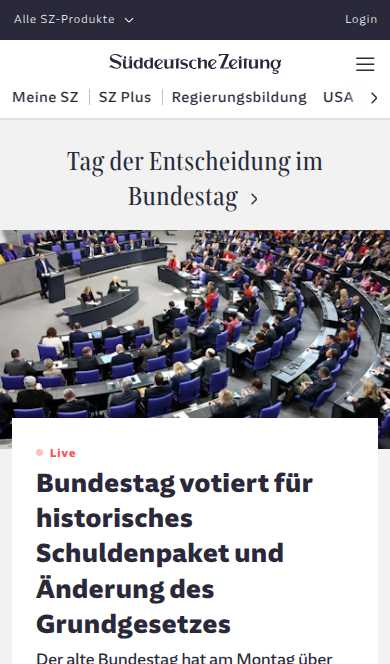 Alle SZ-Produkte
Login
Süddeutsche Zeitung
Meine SZ
SZ Plus
Regierungsbildung
USA
Tag der Entscheidung im
Bundestag
Live
Bundestag votiert für
historisches
Schuldenpaket und
Änderung des
Grundgesetzes
Der alte Bundestag hat am Montag über